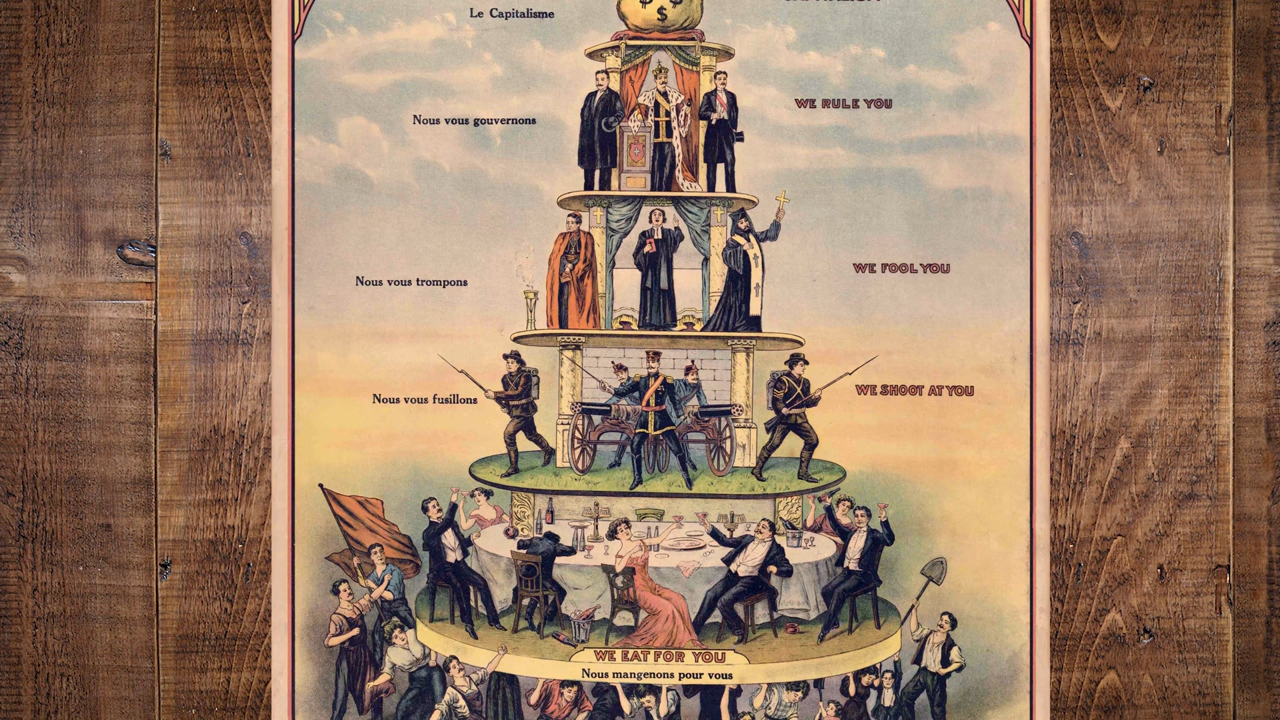 Le Capitalisme
$ $
$
Nous vous gouvernons
WE RULE YOU
Nous vous trompons
WE FOOL YOU
Nous vous fusillons
WE SHOOT AT YOU
WE EAT FOR YOU
Nous mangenons pour vous